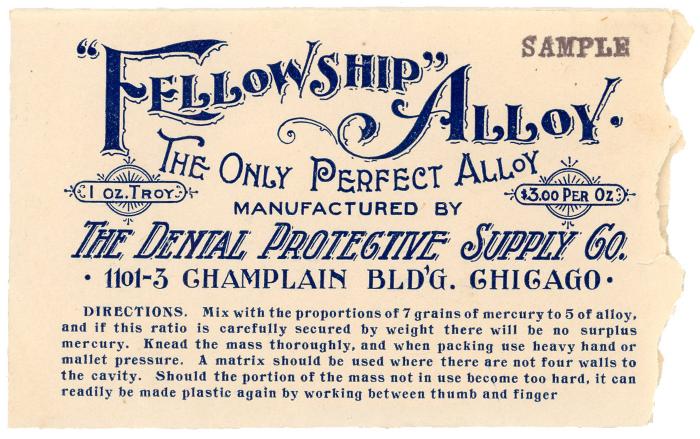 SAMPLE
"FELLOWSHIP" ALLOY.
THE ONLY PERFECT ALLOY
1 OZ. TROY.
$3.00 PER OZ.
MANUFACTURED BY
THE DENTAL PROTECTIVE SUPPLY CO.
· 1101-3 CHAMPLAIN BLD'G. CHICAGO ·
DIRECTIONS. Mix with the proportions of 7 grains of mercury to 5 of alloy,
and if this ratio is carefully secured by weight there will be no surplus
mercury. Knead the mass thoroughly, and when packing use heavy hand or
mallet pressure. A matrix should be used where there are not four walls to
the cavity. Should the portion of the mass not in use become too hard, it can
readily be made plastic again by working between thumb and finger